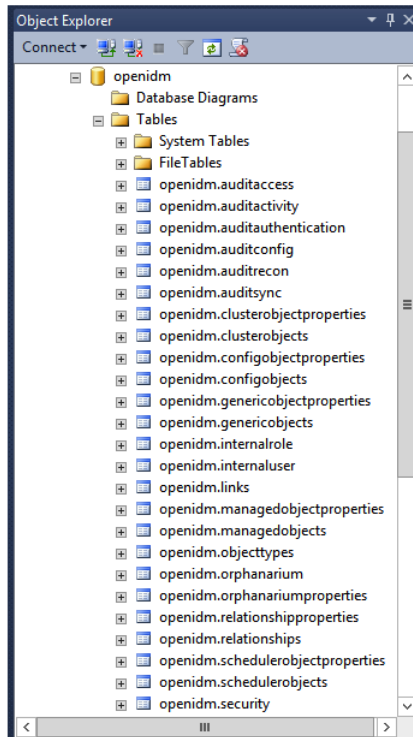 Object Explorer
Connect
openidm
Database Diagrams
Tables
System Tables
FileTables
openidm.auditaccess
openidm.auditactivity
openidm.auditauthentication
openidm.auditconfig
openidm.auditrecon
openidm.auditsync
openidm.clusterobjectproperties
openidm.clusterobjects
openidm.configobjectproperties
openidm.configobjects
openidm.genericobjectproperties
openidm.genericobjects
openidm.internalrole
openidm.internaluser
openidm.links
openidm.managedobjectproperties
openidm.managedobjects
openidm.objecttypes
openidm.orphanarium
openidm.orphanariumproperties
openidm.relationshipproperties
openidm.relationships
openidm.schedulerobjectproperties
openidm.schedulerobjects
openidm.security